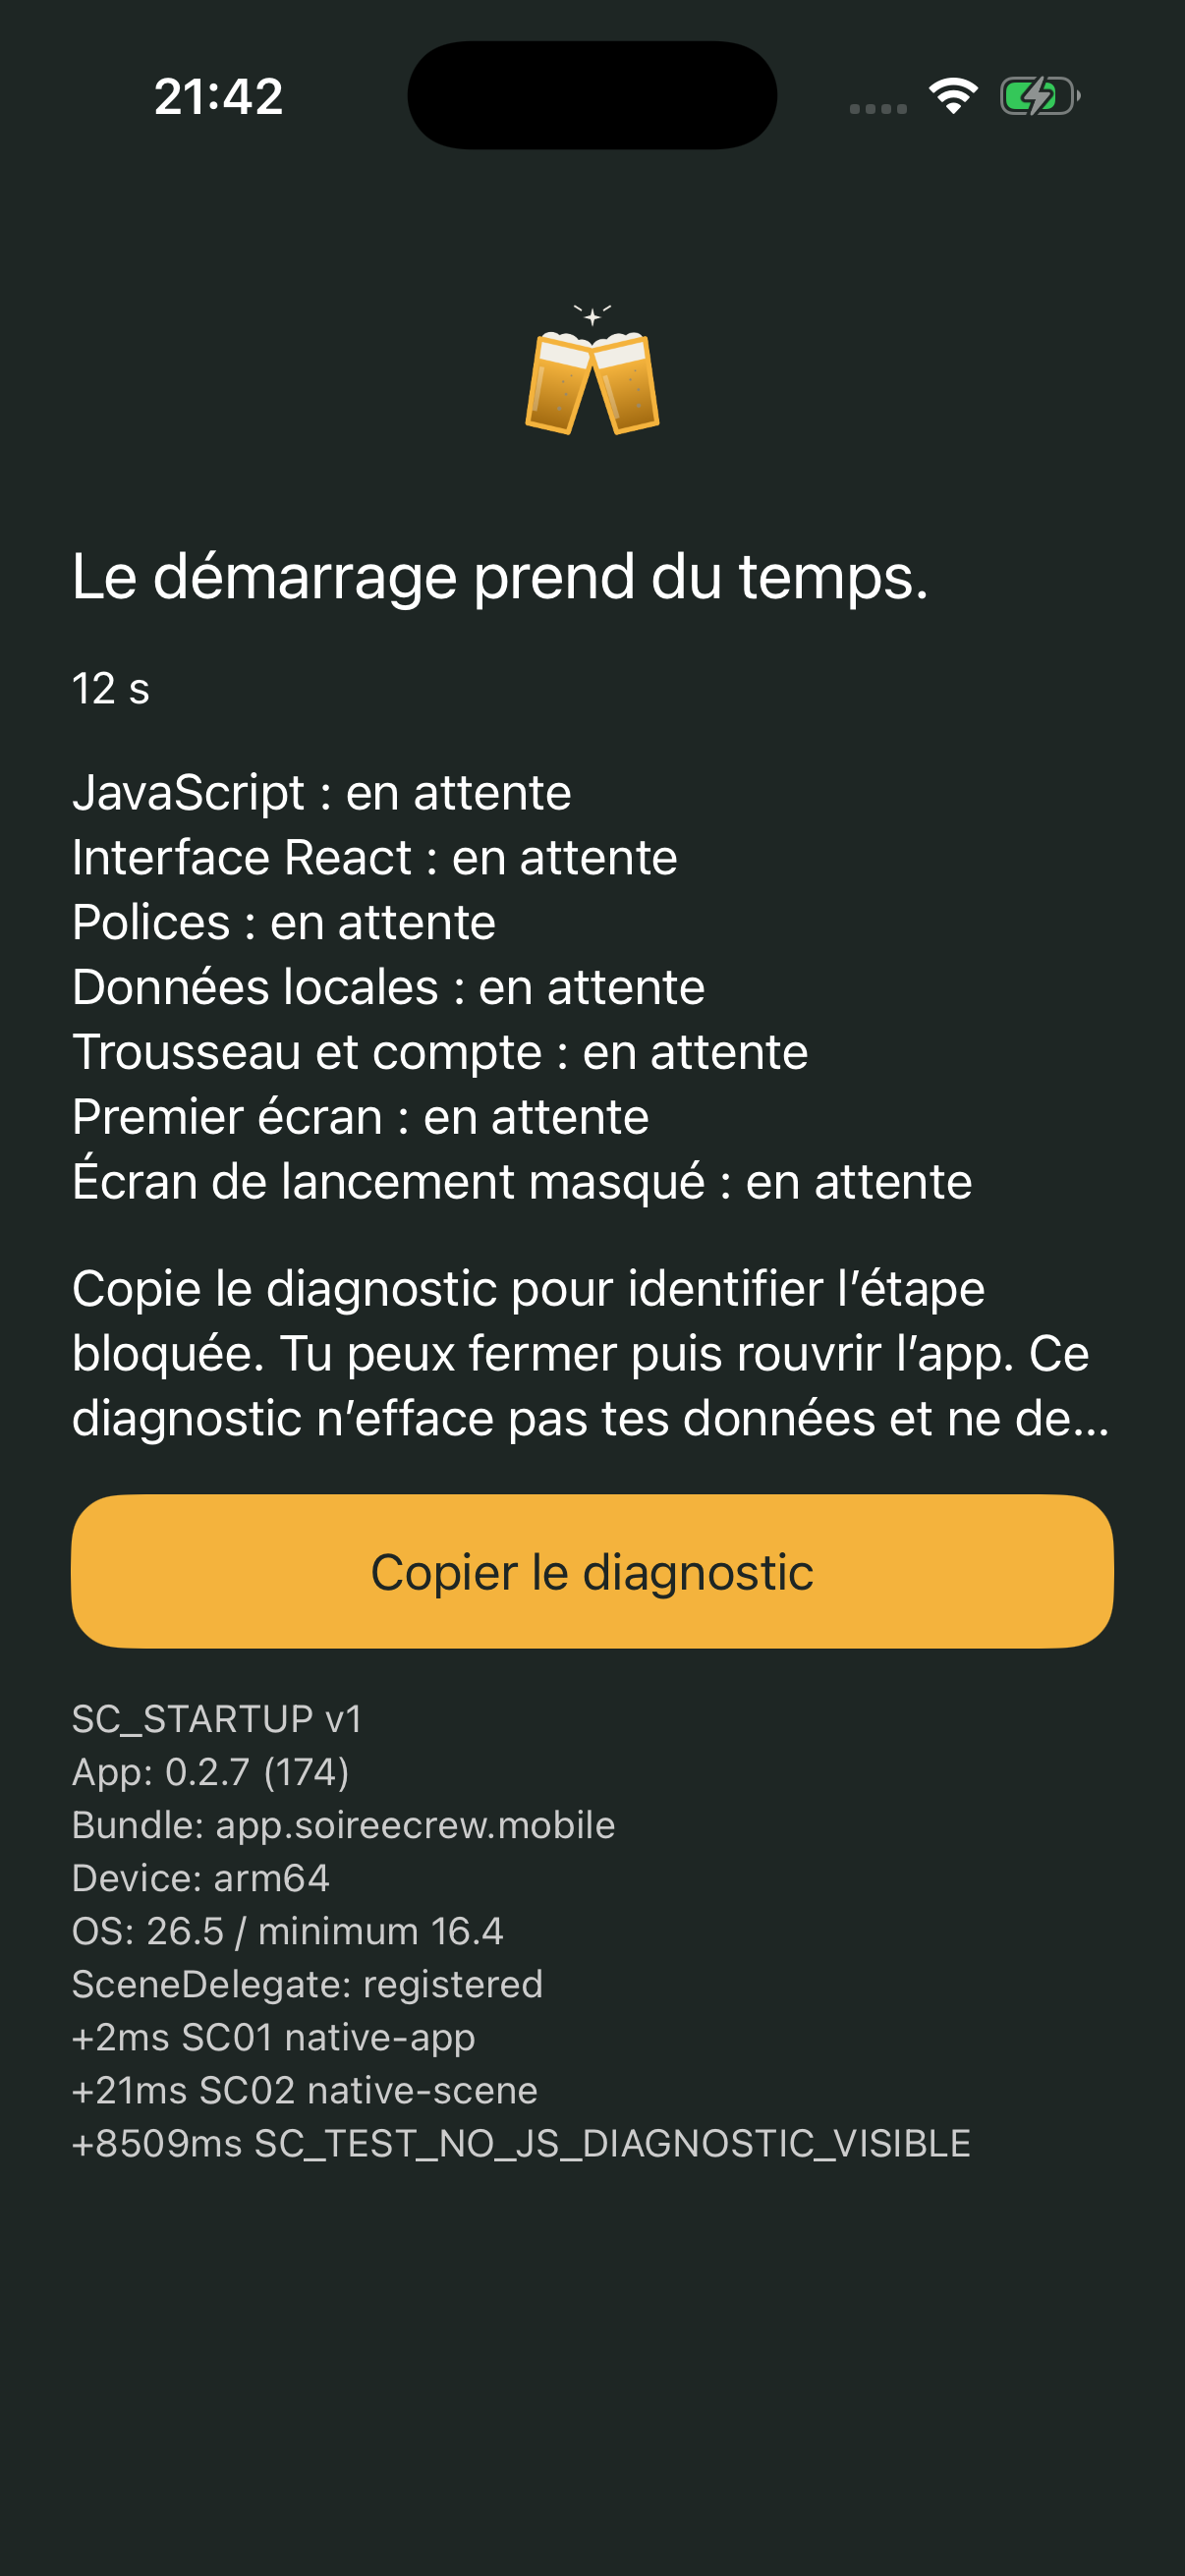 21:42
Le démarrage prend du temps.
12 s
JavaScript : en attente
Interface React : en attente
Polices : en attente
Données locales : en attente
Trousseau et compte : en attente
Premier écran : en attente
Écran de lancement masqué : en attente
Copie le diagnostic pour identifier l’étape
bloquée. Tu peux fermer puis rouvrir l’app. Ce
diagnostic n’efface pas tes données et ne de...
Copier le diagnostic
SC_STARTUP v1
App: 0.2.7 (174)
Bundle: app.soireecrew.mobile
Device: arm64
OS: 26.5 / minimum 16.4
SceneDelegate: registered
+2ms SC01 native-app
+21ms SC02 native-scene
+8509ms SC_TEST_NO_JS_DIAGNOSTIC_VISIBLE